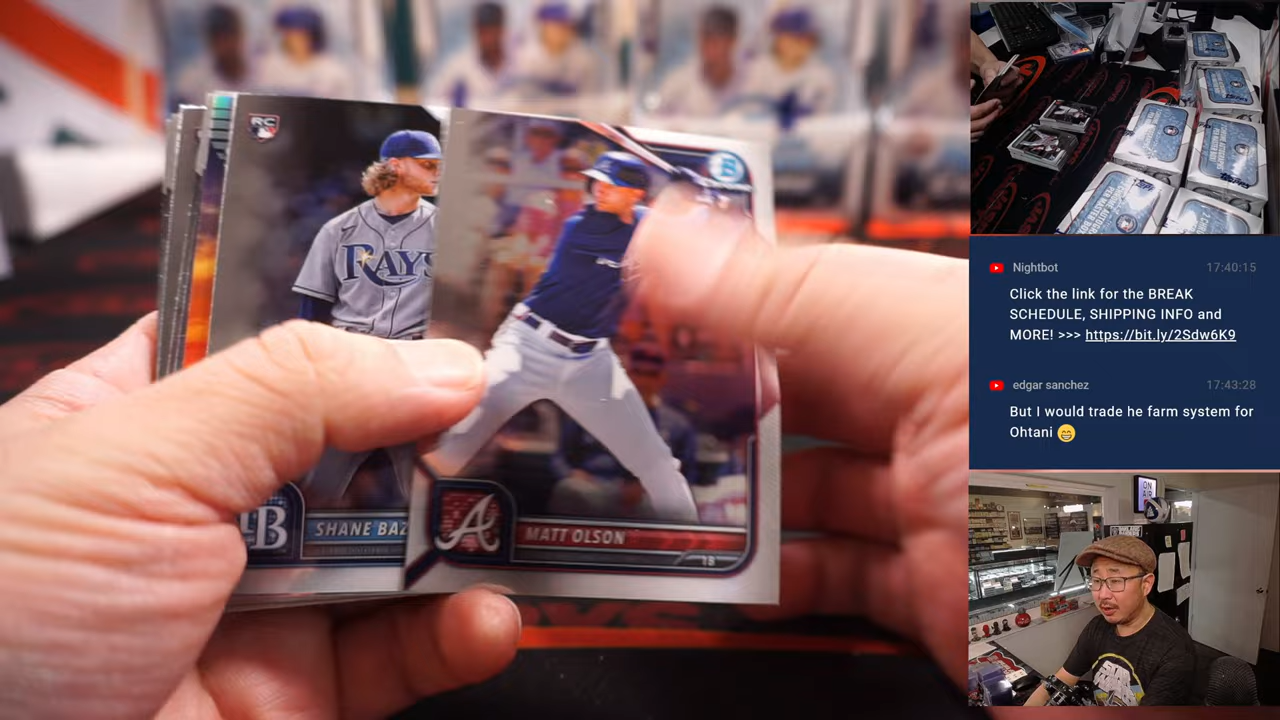 RC
RAYS
SHANE BAZ
MATT OLSON
1B
Nightbot 17:40:15
Click the link for the BREAK
SCHEDULE, SHIPPING INFO and
MORE! >>> https://bit.ly/2Sdw6K9
edgar sanchez 17:43:28
But I would trade he farm system for
Ohtani 😁
ON
AIR